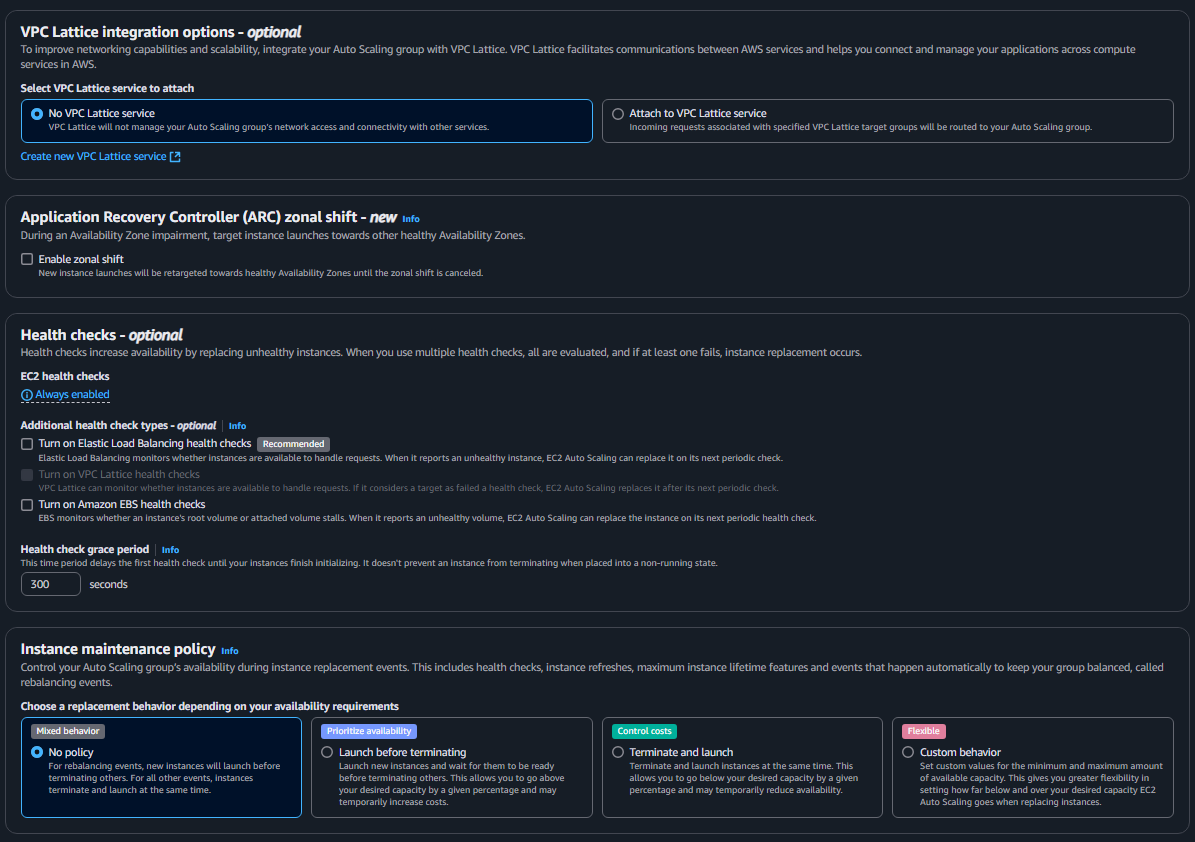 VPC Lattice integration options - optional
To improve networking capabilities and scalability, integrate your Auto Scaling group with VPC Lattice. VPC Lattice facilitates communications between AWS services and helps you connect and manage your applications across compute
services in AWS.
Select VPC Lattice service to attach
No VPC Lattice service
VPC Lattice will not manage your Auto Scaling group's network access and connectivity with other services.
Attach to VPC Lattice service
Incoming requests associated with specified VPC Lattice target groups will be routed to your Auto Scaling group.
Create new VPC Lattice service
Application Recovery Controller (ARC) zonal shift - new Info
During an Availability Zone impairment, target instance launches towards other healthy Availability Zones.
Enable zonal shift
New instance launches will be retargeted towards healthy Availability Zones until the zonal shift is canceled.
Health checks - optional
Health checks increase availability by replacing unhealthy instances. When you use multiple health checks, all are evaluated, and if at least one fails, instance replacement occurs.
EC2 health checks
Always enabled
Additional health check types - optional Info
Turn on Elastic Load Balancing health checks Recommended
Elastic Load Balancing monitors whether instances are available to handle requests. When it reports an unhealthy instance, EC2 Auto Scaling can replace it on its next periodic check.
Turn on VPC Lattice health checks
VPC Lattice can monitor whether instances are available to handle requests. If it considers a target as failed a health check, EC2 Auto Scaling replaces it after its next periodic check.
Turn on Amazon EBS health checks
EBS monitors whether an instance's root volume or attached volume stalls. When it reports an unhealthy volume, EC2 Auto Scaling can replace the instance on its next periodic health check.
Health check grace period Info
This time period delays the first health check until your instances finish initializing. It doesn't prevent an instance from terminating when placed into a non-running state.
300 seconds
Instance maintenance policy Info
Control your Auto Scaling group's availability during instance replacement events. This includes health checks, instance refreshes, maximum instance lifetime features and events that happen automatically to keep your group balanced, called
rebalancing events.
Choose a replacement behavior depending on your availability requirements
Mixed behavior
No policy
For rebalancing events, new instances will launch before
terminating others. For all other events, instances
terminate and launch at the same time.
Prioritize availability
Launch before terminating
Launch new instances and wait for them to be ready
before terminating others. This allows you to go above
your desired capacity by a given percentage and may
temporarily increase costs.
Control costs
Terminate and launch
Terminate and launch instances at the same time. This
allows you to go below your desired capacity by a given
percentage and may temporarily reduce availability.
Flexible
Custom behavior
Set custom values for the minimum and maximum amount
of available capacity. This gives you greater flexibility in
setting how far below and over your desired capacity EC2
Auto Scaling goes when replacing instances.